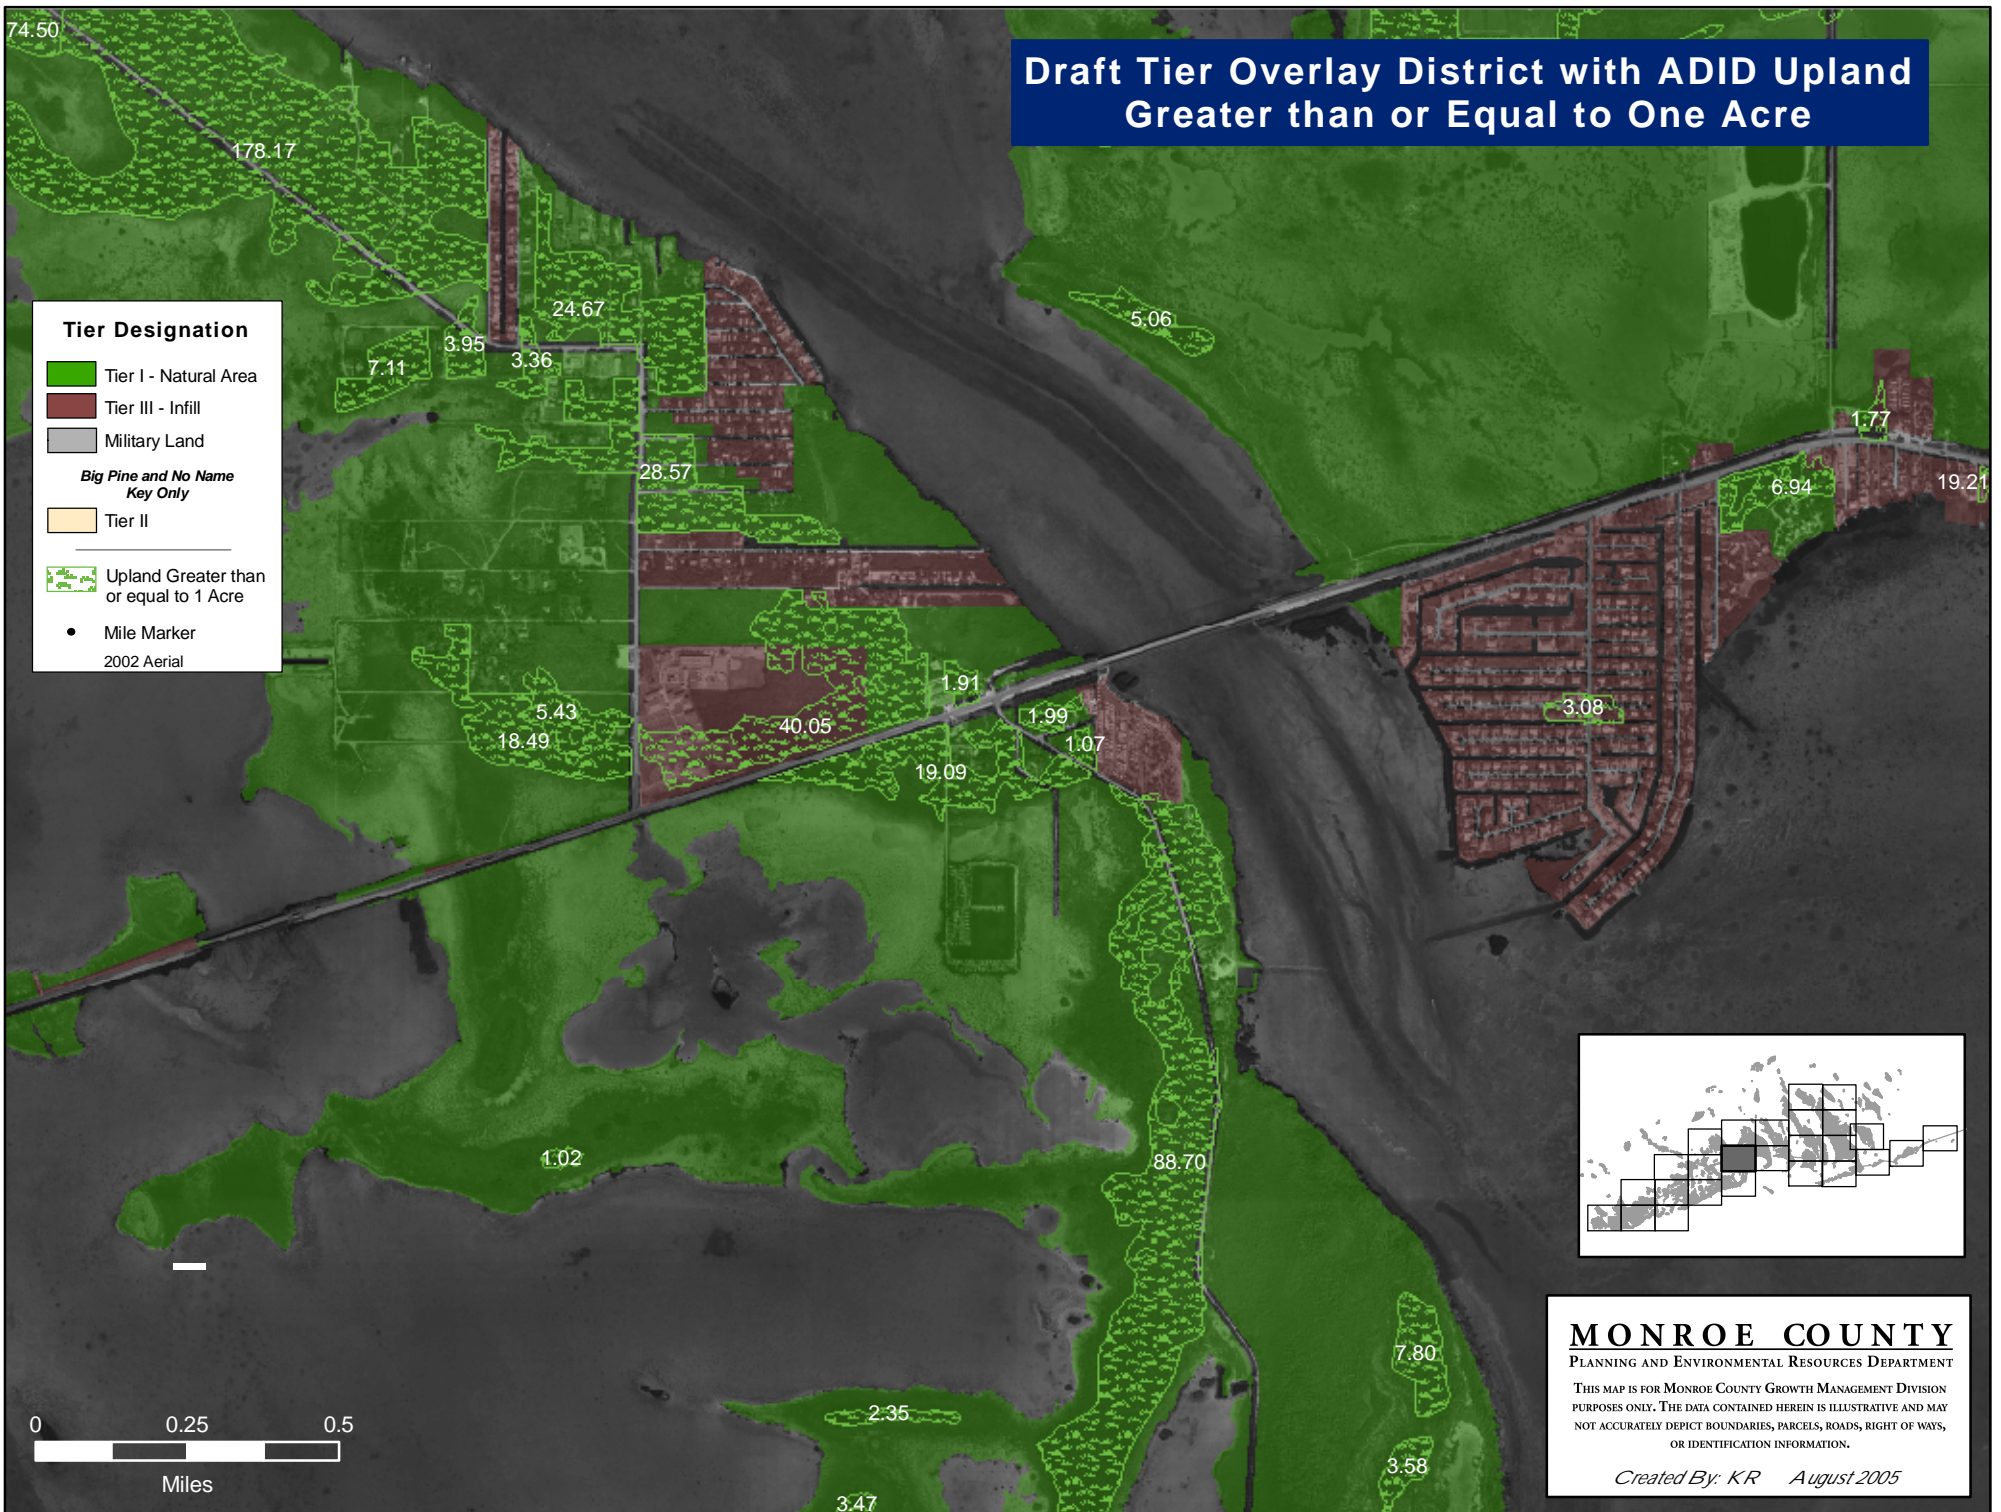 74.50
Draft Tier Overlay District with ADID Upland
Greater than or Equal to One Acre
178.17
24.67
5.06
3.95
3.36
7.11
1.77
28.57
6.94
19.21
Tier Designation
Tier I - Natural Area
Tier III - Infill
Military Land
Big Pine and No Name
Key Only
Tier II
Upland Greater than
or equal to 1 Acre
Mile Marker
2002 Aerial
1.91
5.43
1.99
3.08
40.05
18.49
1.07
19.09
1.02
88.70
7.80
2.35
3.58
3.47
0 0.25 0.5
Miles
MONROE COUNTY
PLANNING AND ENVIRONMENTAL RESOURCES DEPARTMENT
THIS MAP IS FOR MONROE COUNTY GROWTH MANAGEMENT DIVISION
PURPOSES ONLY. THE DATA CONTAINED HEREIN IS ILLUSTRATIVE AND MAY
NOT ACCURATELY DEPICT BOUNDARIES, PARCELS, ROADS, RIGHT OF WAYS,
OR IDENTIFICATION INFORMATION.
Created By: KR August 2005